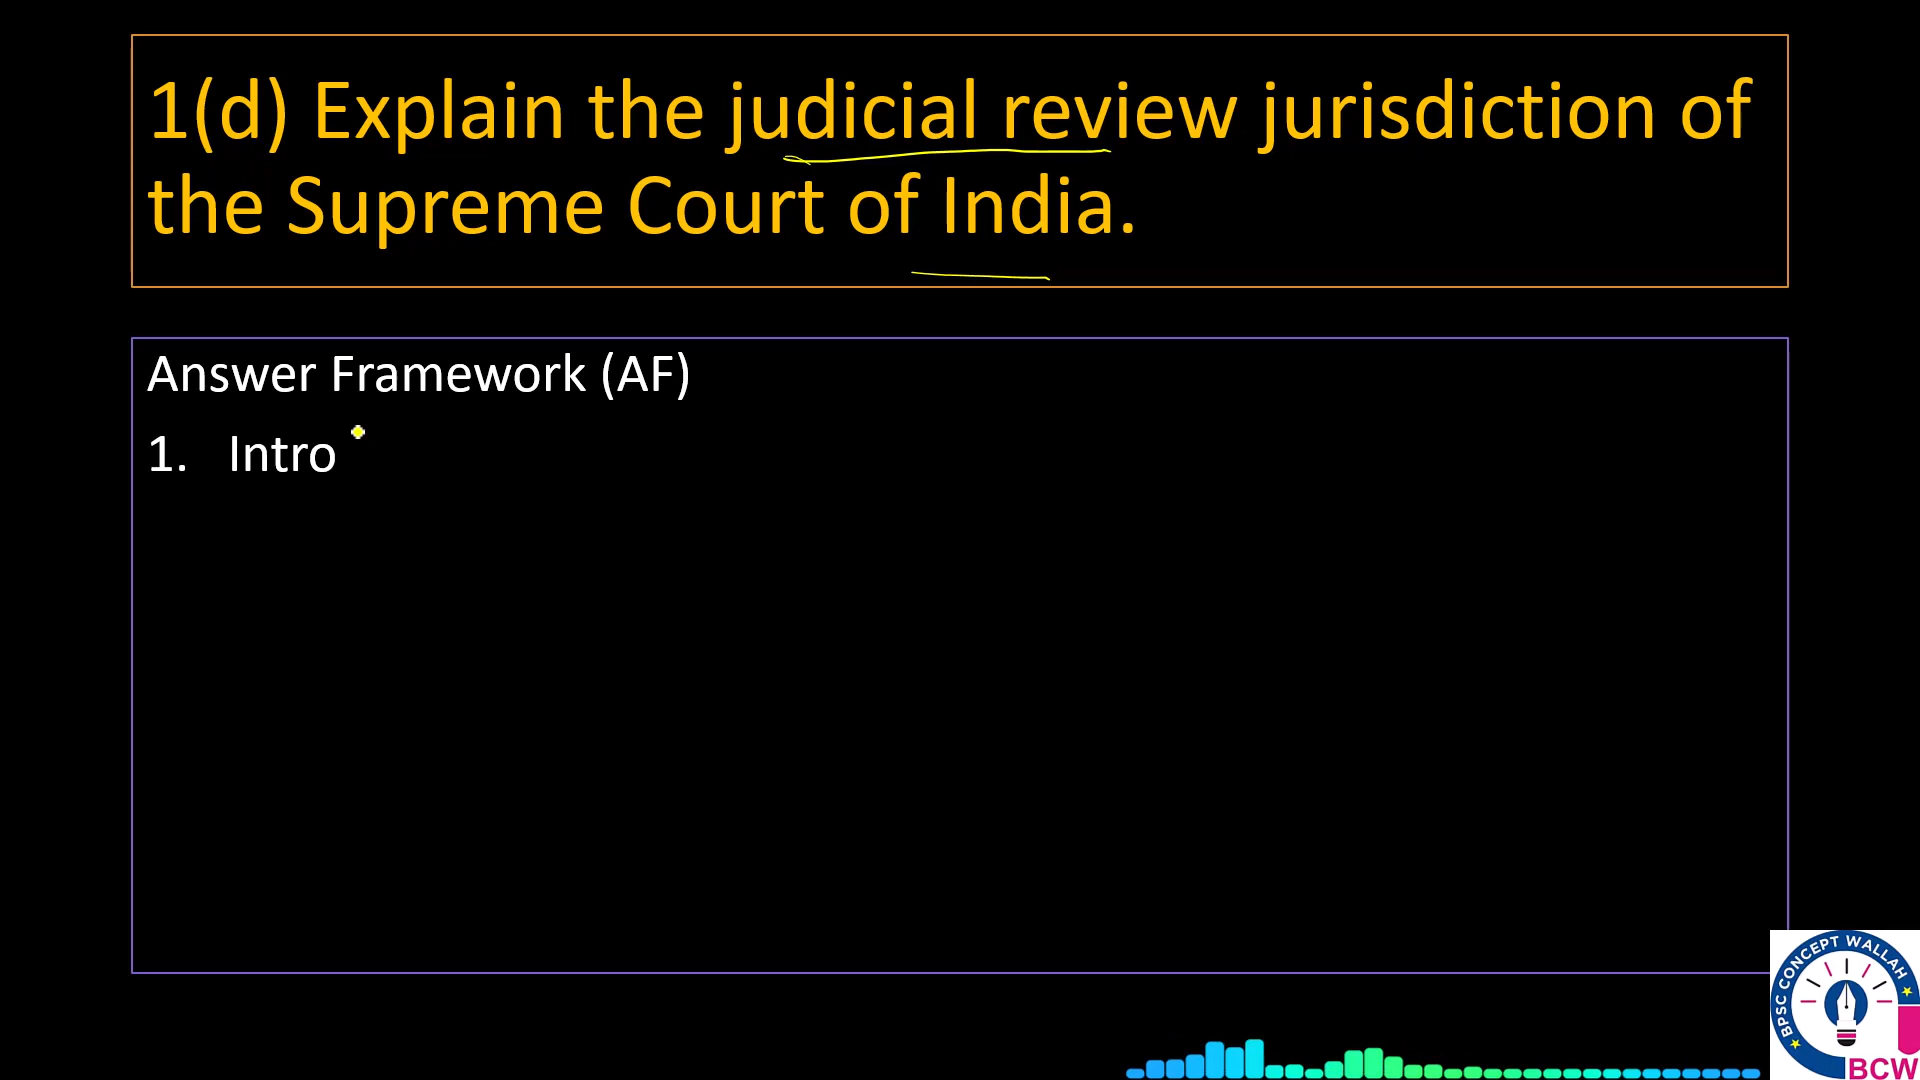 1(d) Explain the judicial review jurisdiction of
the Supreme Court of India.
Answer Framework (AF)
1. Intro
BPSC CONCEPT WALLAH
BCW